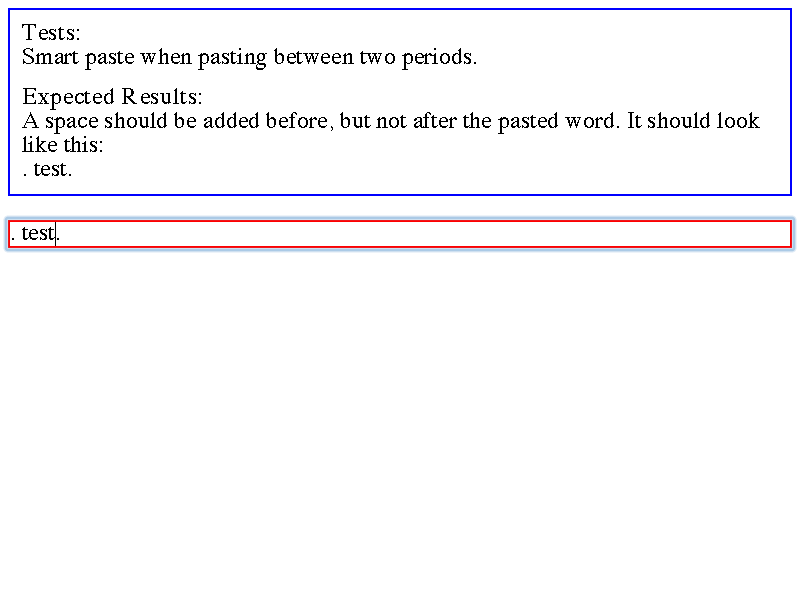 Tests:
Smart paste when pasting between two periods.
Expected Results:
A space should be added before, but not after the pasted word. It should look
like this:
. test.
. test.